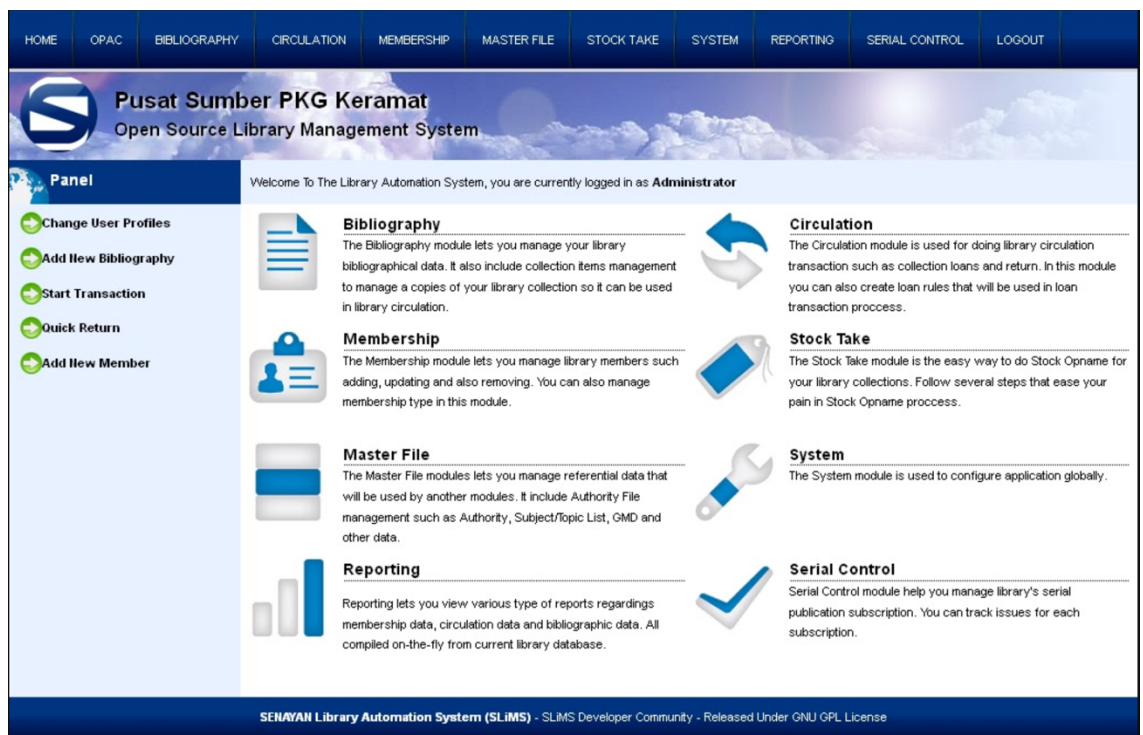 HOME OPAC BIBLIOGRAPHY CIRCULATION MEMBERSHIP MASTER FILE STOCK TAKE SYSTEM REPORTING SERIAL CONTROL LOGOUT
Pusat Sumber PKG Keramat
Open Source Library Management System
Panel
Change User Profiles
Add New Bibliography
Start Transaction
Quick Return
Add New Member
Welcome To The Library Automation System, you are currently logged in as Administrator
Bibliography
The Bibliography module lets you manage your library
bibliographical data. It also include collection items management
to manage a copies of your library collection so it can be used
in library circulation.
Circulation
The Circulation module is used for doing library circulation
transaction such as collection loans and return. In this module
you can also create loan rules that will be used in loan
transaction proccess.
Membership
The Membership module lets you manage library members such
adding, updating and also removing. You can also manage
membership type in this module.
Stock Take
The Stock Take module is the easy way to do Stock Opname for
your library collections. Follow several steps that ease your
pain in Stock Opname proccess.
Master File
The Master File modules lets you manage referential data that
will be used by another modules. It include Authority File
management such as Authority, Subject/Topic List, GMD and
other data.
System
The System module is used to configure application globally.
Reporting
Reporting lets you view various type of reports regardings
membership data, circulation data and bibliographic data. All
compiled on-the-fly from current library database.
Serial Control
Serial Control module help you manage library's serial
publication subscription. You can track issues for each
subscription.
SENAYAN Library Automation System (SLiMS) - SLiMS Developer Community - Released Under GNU GPL License